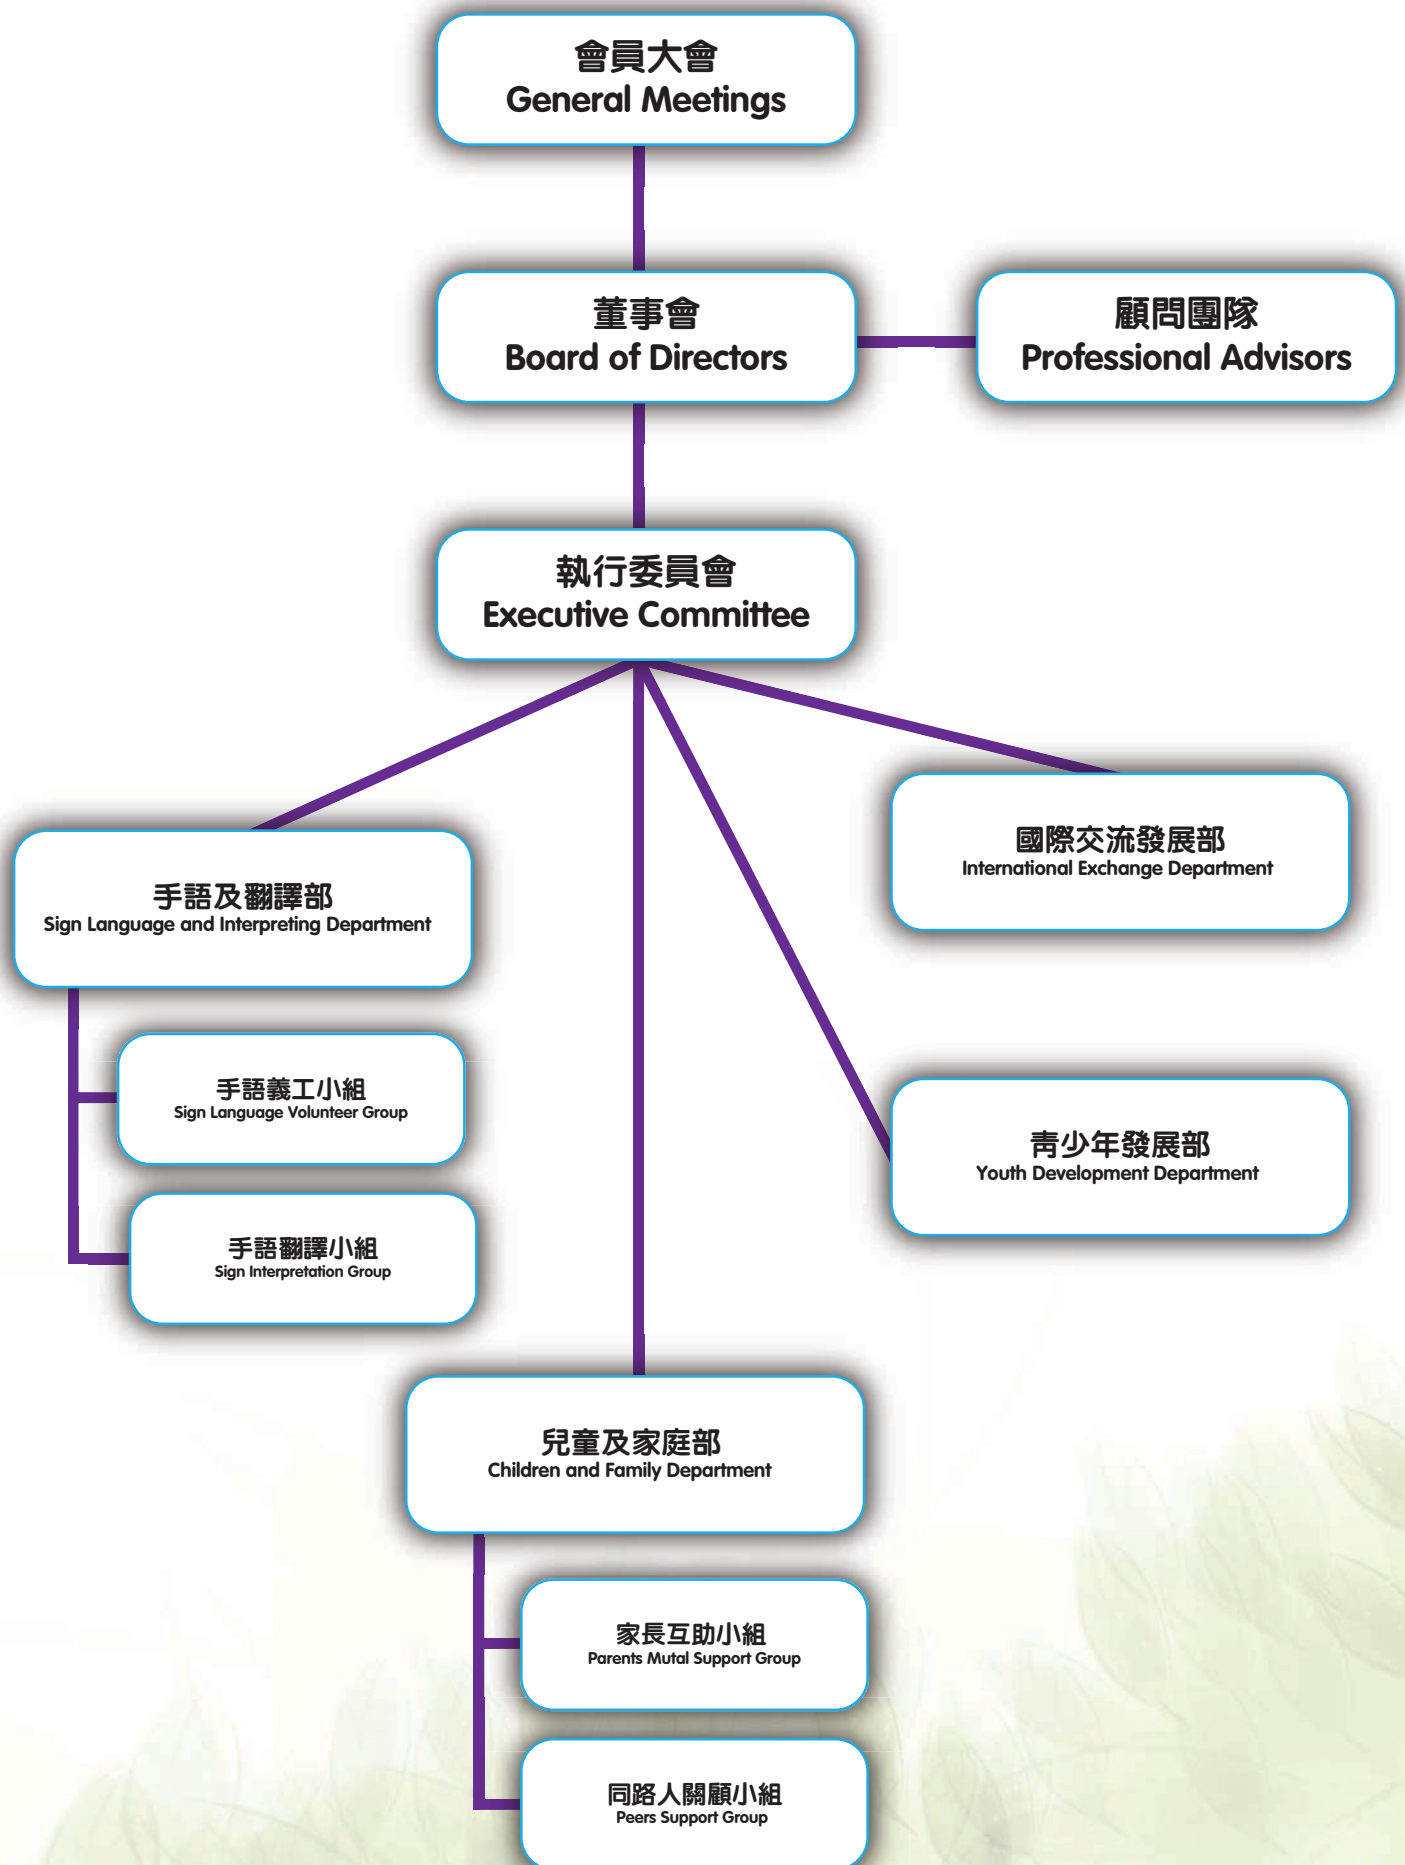 會員大會
General Meetings
董事會
Board of Directors
顧問團隊
Professional Advisors
執行委員會
Executive Committee
國際交流發展部
International Exchange Department
手語及翻譯部
Sign Language and Interpreting Department
手語義工小組
Sign Language Volunteer Group
青少年發展部
Youth Development Department
手語翻譯小組
Sign Interpretation Group
兒童及家庭部
Children and Family Department
家長互助小組
Parents Mutal Support Group
同路人關顧小組
Peers Support Group